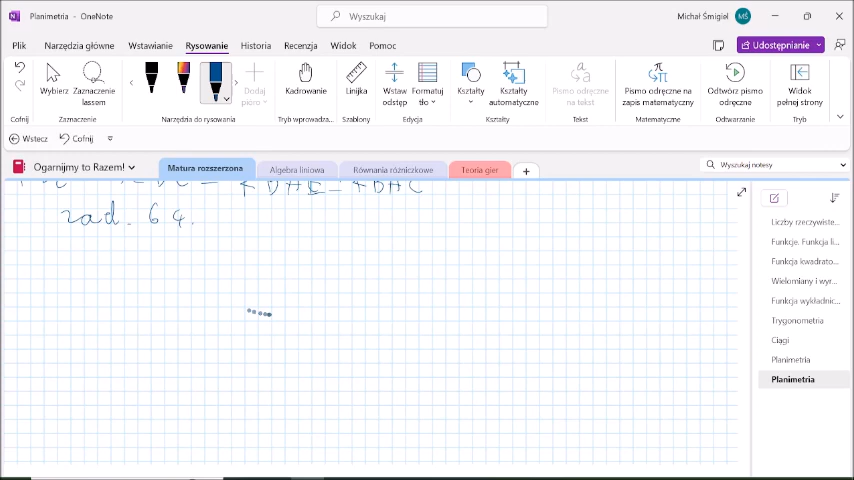 Planimetria - OneNote
Wyszukaj
Michał Śmigiel
MŚ
Plik
Narzędzia główne
Wstawianie
Rysowanie
Historia
Recenzja
Widok
Pomoc
Udostępnianie
Cofnij
Wybierz
Zaznaczenie lassem
Zaznaczenie
Dodaj pióro
Narzędzia do rysowania
Kadrowanie
Tryb wprowadza...
Linijka
Szablony
Wstaw odstęp
Formatuj tło
Edycja
Kształty
Kształty automatyczne
Kształty
Pismo odręczne na tekst
Tekst
Pismo odręczne na zapis matematyczny
Matematyczne
Odtwórz pismo odręczne
Odtwarzanie
Widok pełnej strony
Tryb
Wstecz
Cofnij
Ogarnijmy to Razem!
Matura rozszerzona
Algebra liniowa
Równania różniczkowe
Teoria gier
+
Wyszukaj notesy
zad. 64.
Liczby rzeczywiste...
Funkcje. Funkcja li...
Funkcja kwadrato...
Wielomiany i wyr...
Funkcja wykładnic...
Trygonometria
Ciągi
Planimetria
Planimetria